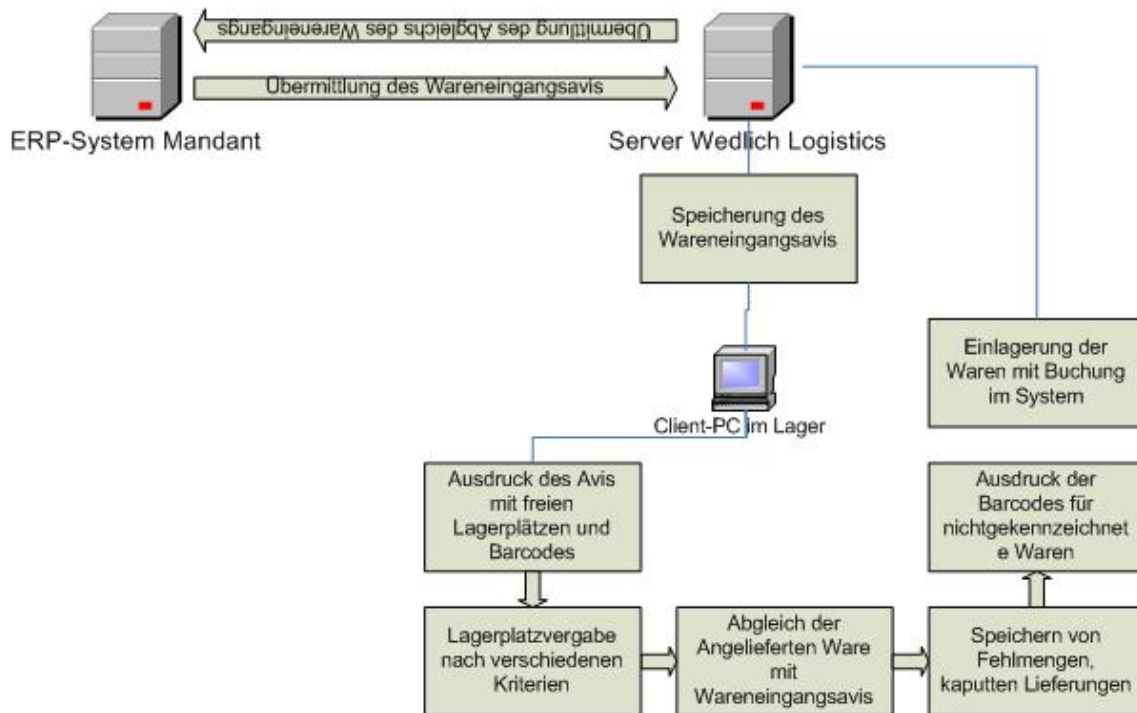 Übermittlung des Abgleichs des Wareneingangs
Übermittlung des Wareneingangsavis
ERP-System Mandant
Server Wedlich Logistics
Speicherung des
Wareneingangsavis
Einlagerung der
Waren mit Buchung
im System
Client-PC im Lager
Ausdruck des Avis
mit freien
Lagerplätzen und
Barcodes
Ausdruck der
Barcodes für
nichtgekennzeichnet
e Waren
Lagerplatzvergabe
nach verschiedenen
Kriterien
Abgleich der
Angelieferten Ware
mit
Wareneingangsavis
Speichern von
Fehlmengen,
kaputten Lieferungen